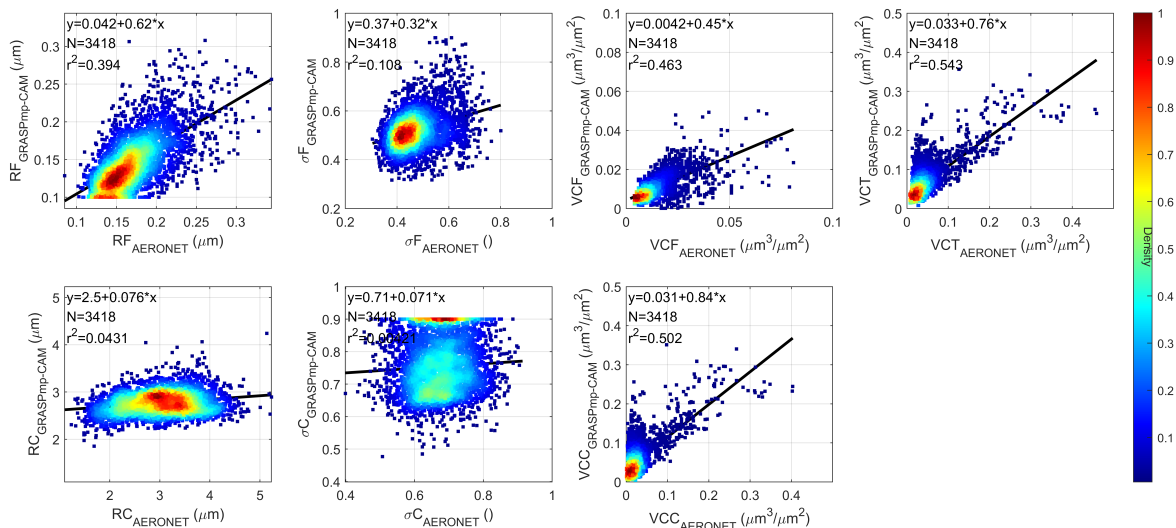 y=0.042+0.62*x
N=3418
r²=0.394
0.3
0.25
0.2
0.15
0.1
0.1 0.15 0.2 0.25 0.3
RF_GRASPmp-CAM (μm)
RF_AERONET (μm)
y=0.37+0.32*x
N=3418
r²=0.108
1
0.8
0.6
0.4
0.2
0.2 0.4 0.6 0.8 1
σF_GRASPmp-CAM
σF_AERONET ()
y=0.0042+0.45*x
N=3418
r²=0.463
0.1
0.08
0.06
0.04
0.02
0
0 0.05 0.1
VCF_GRASPmp-CAM (μm³/μm²)
VCF_AERONET (μm³/μm²)
y=0.033+0.76*x
N=3418
r²=0.543
0.5
0.4
0.3
0.2
0.1
0
0 0.1 0.2 0.3 0.4
VCT_GRASPmp-CAM (μm³/μm²)
VCT_AERONET (μm³/μm²)
y=2.5+0.076*x
N=3418
r²=0.0431
5
4
3
2
2 3 4 5
RC_GRASPmp-CAM (μm)
RC_AERONET (μm)
y=0.71+0.071*x
N=3418
1
0.9
0.8
0.7
0.6
0.5
0.4
0.4 0.6 0.8 1
σC_GRASPmp-CAM
σC_AERONET ()
y=0.031+0.84*x
N=3418
r²=0.502
0.5
0.4
0.3
0.2
0.1
0
0 0.1 0.2 0.3 0.4 0.5
VCC_GRASPmp-CAM (μm³/μm²)
VCC_AERONET (μm³/μm²)
1
0.9
0.8
0.7
0.6
0.5
0.4
0.3
0.2
0.1
Density